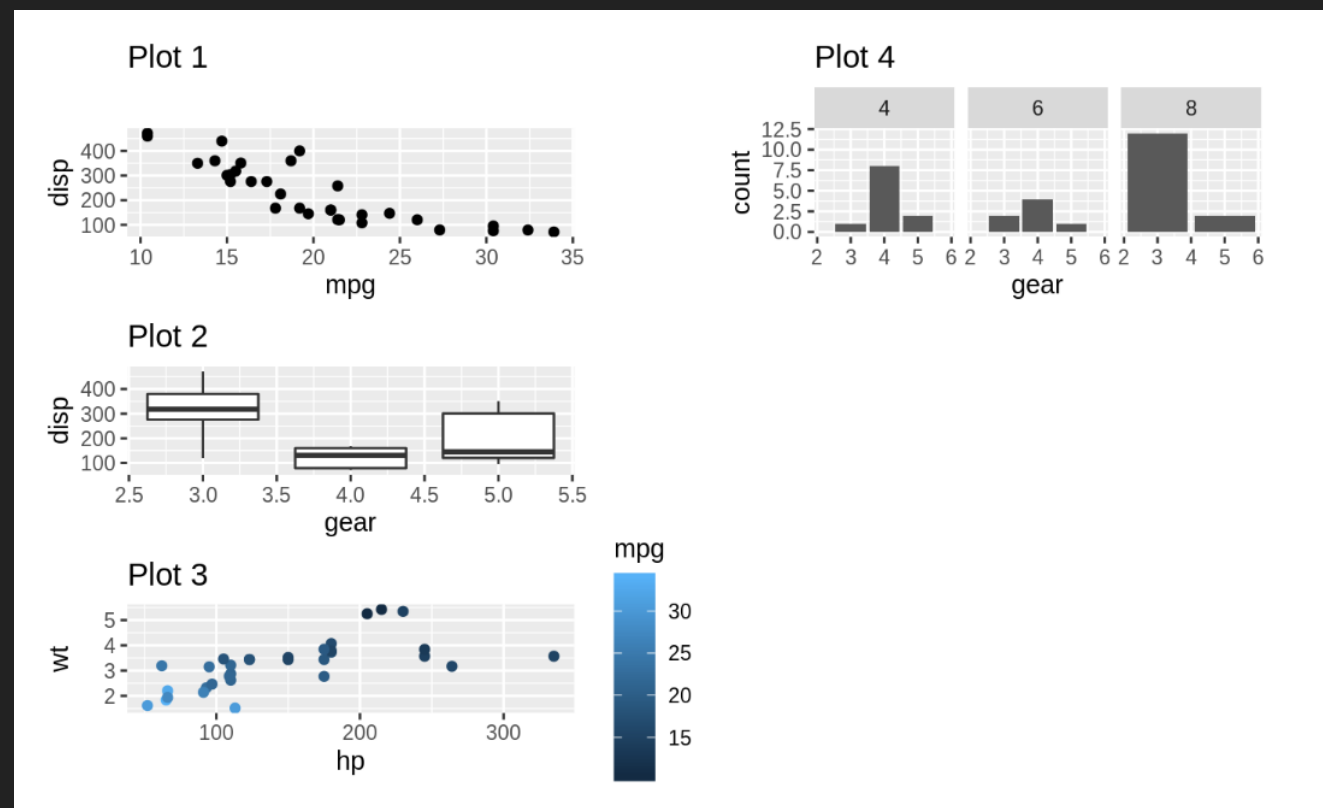 Plot 1
disp
400
300
200
100
10 15 20 25 30 35
mpg
Plot 4
4 6 8
count
12.5
10.0
7.5
5.0
2.5
0.0
2 3 4 5 6 2 3 4 5 6 2 3 4 5 6
gear
Plot 2
disp
400
300
200
100
2.5 3.0 3.5 4.0 4.5 5.0 5.5
gear
Plot 3
wt
5
4
3
2
100 200 300
hp
mpg
30
25
20
15